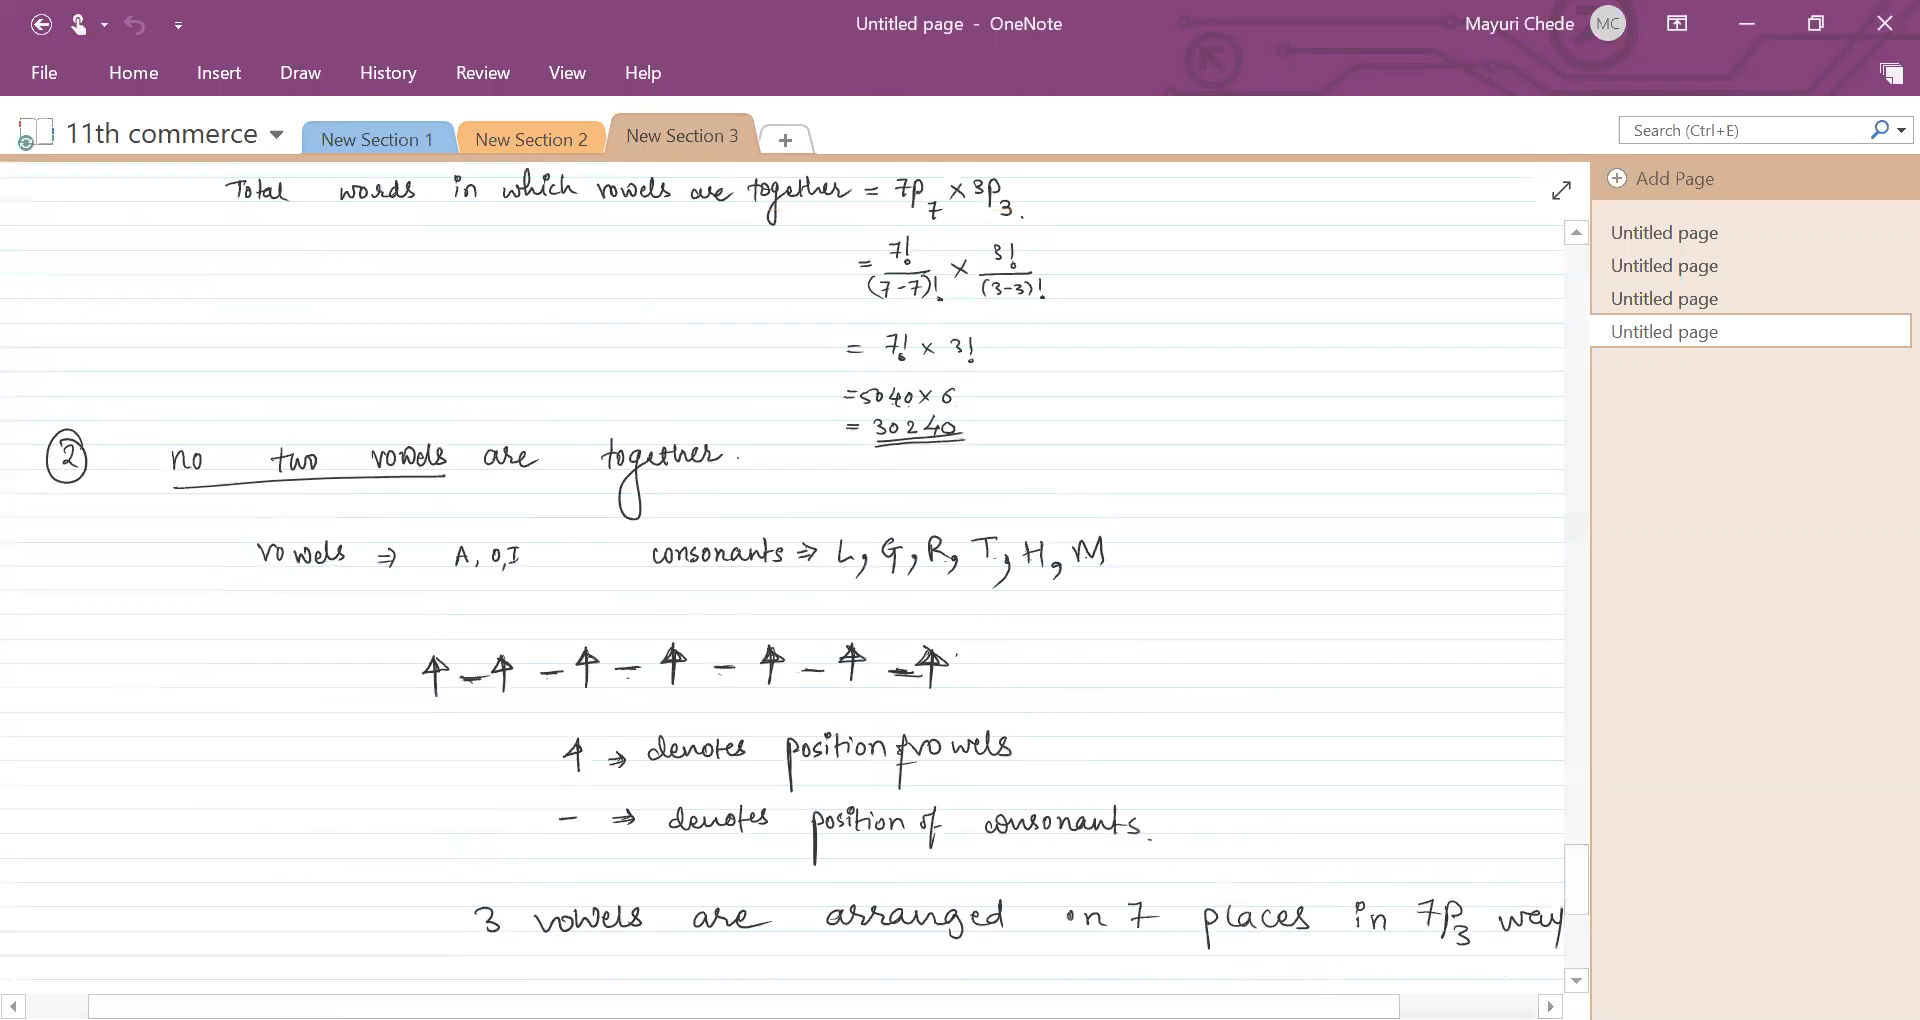 Untitled page - OneNote
Mayuri Chede MC
File Home Insert Draw History Review View Help
11th commerce New Section 1 New Section 2 New Section 3 +
Search (Ctrl+E)
Add Page
Untitled page
Untitled page
Untitled page
Untitled page
Total words in which vowels are together = 7P7 × 3P3.
= 7!/(7-7)! × 3!/(3-3)!
= 7! × 3!
= 5040 × 6
= 30240
② no two vowels are together.
vowels ⇒ A, O, I consonants ⇒ L, G, R, T, H, M
↑ – ↑ – ↑ – ↑ – ↑ – ↑ – ↑
↑ ⇒ denotes position of vowels
– ⇒ denotes position of consonants.
3 vowels are arranged on 7 places in 7P3 way